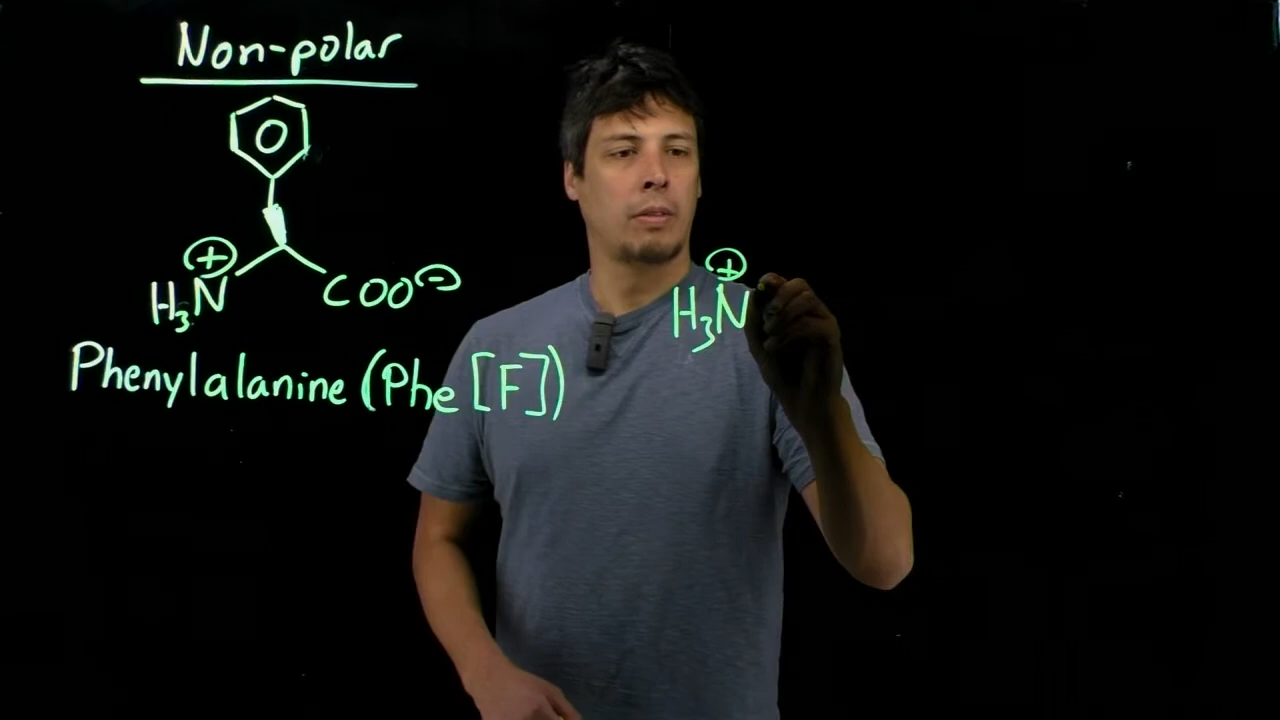 Non-polar
H₃N⊕ COO⊖
Phenylalanine (Phe [F])
H₃N⊕